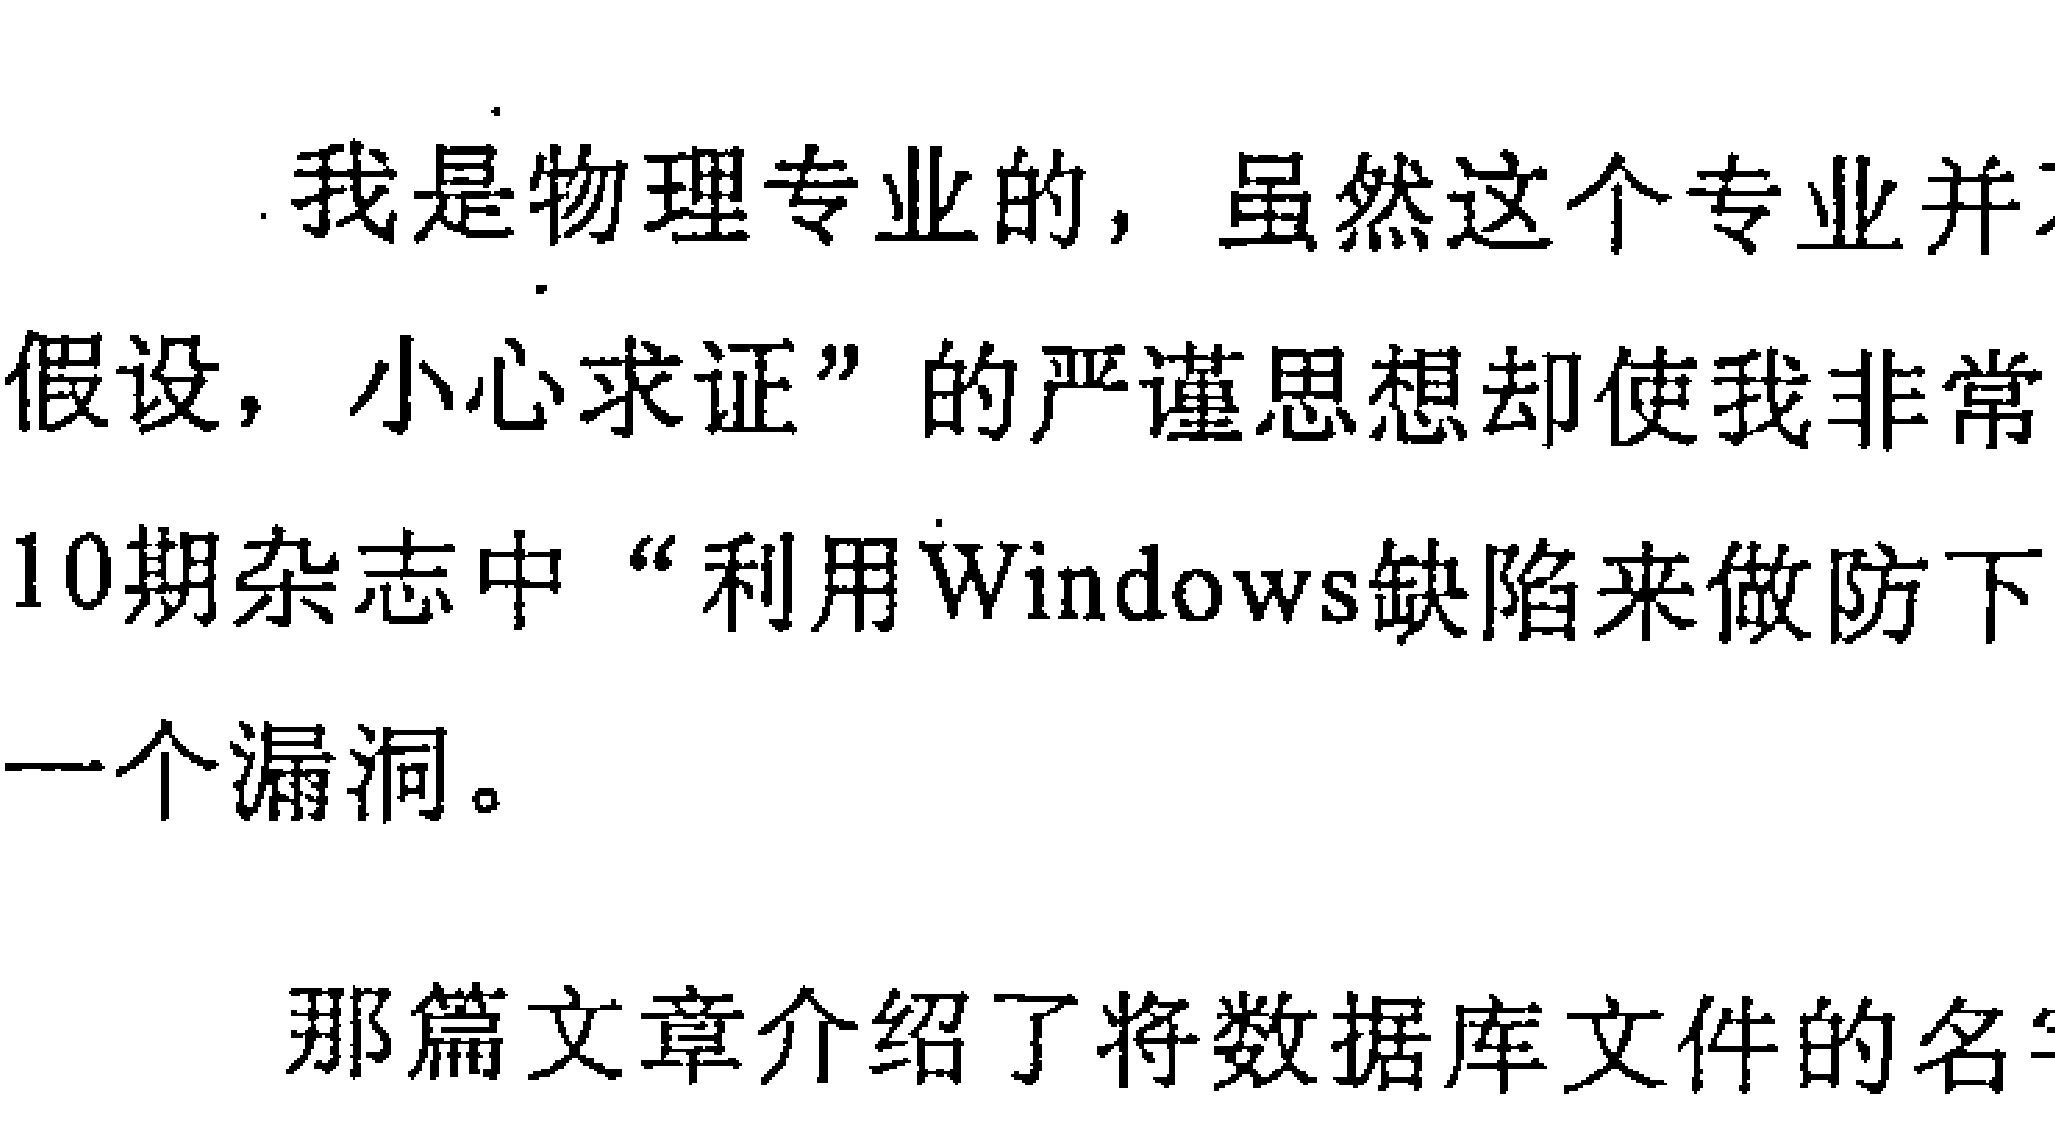 我是物理专业的，虽然这个专业并
假设，小心求证”的严谨思想却使我非常
10期杂志中“利用Windows缺陷来做防下
一个漏洞。
那篇文章介绍了将数据库文件的名